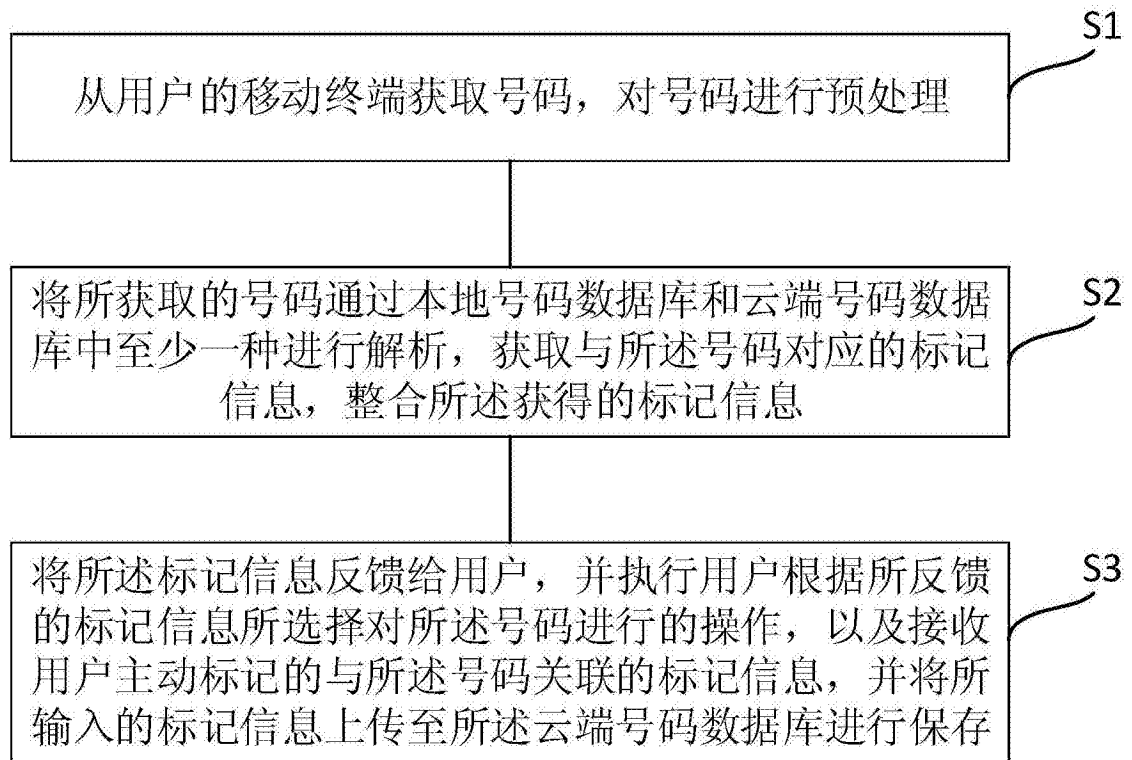 S1
从用户的移动终端获取号码，对号码进行预处理
S2
将所获取的号码通过本地号码数据库和云端号码数据
库中至少一种进行解析，获取与所述号码对应的标记
信息，整合所述获得的标记信息
S3
将所述标记信息反馈给用户，并执行用户根据所反馈
的标记信息所选择对所述号码进行的操作，以及接收
用户主动标记的与所述号码关联的标记信息，并将所
输入的标记信息上传至所述云端号码数据库进行保存